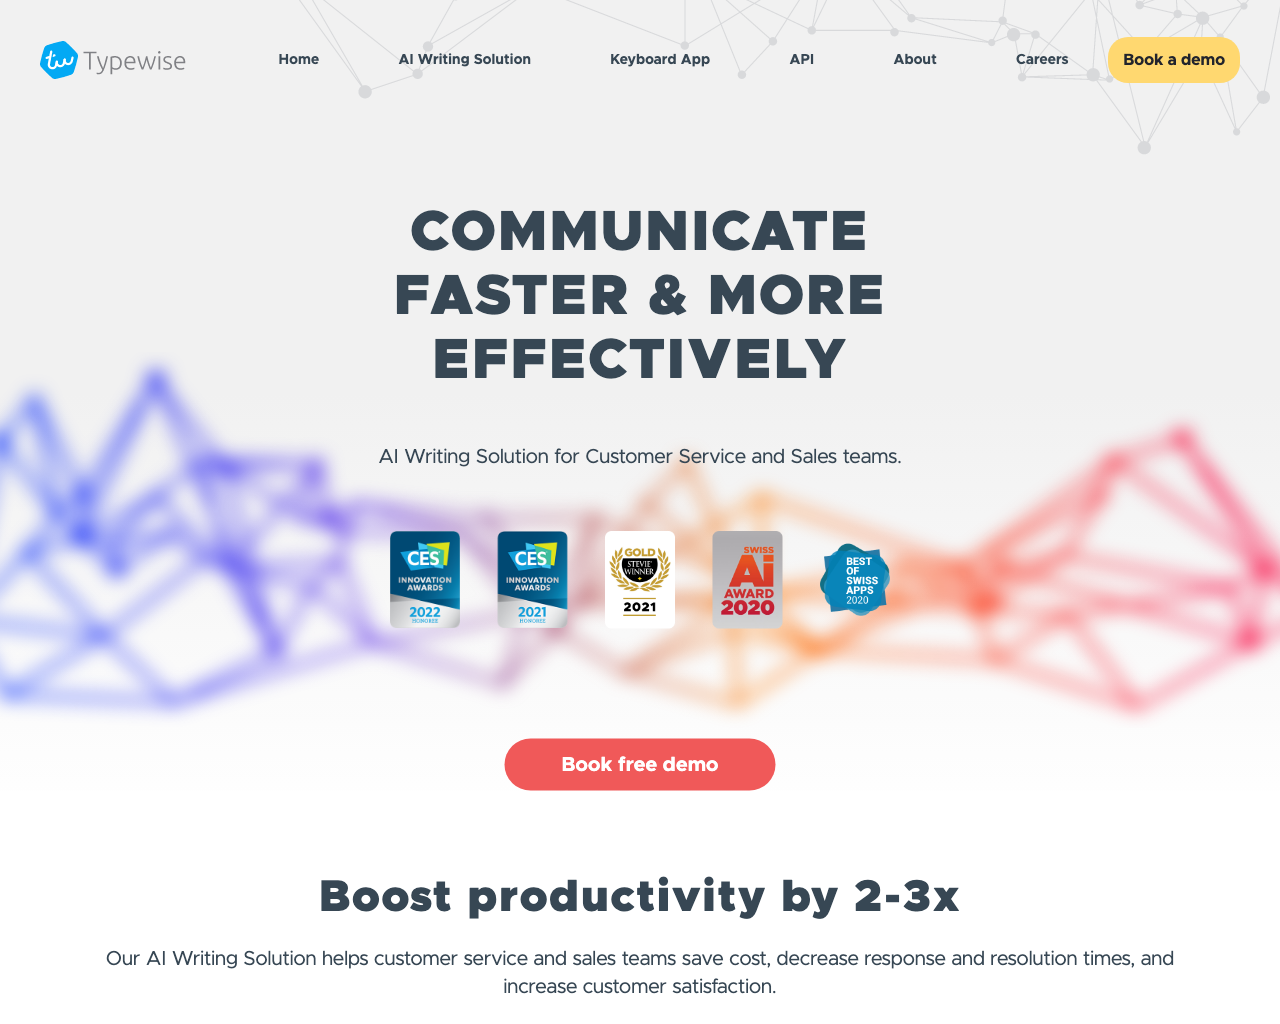 tw Typewise
Home
AI Writing Solution
Keyboard App
API
About
Careers
Book a demo
COMMUNICATE
FASTER & MORE
EFFECTIVELY
AI Writing Solution for Customer Service and Sales teams.
CES
INNOVATION
AWARDS
2022
HONOREE
CES
INNOVATION
AWARDS
2021
HONOREE
GOLD
STEVIE®
WINNER
2021
SWISS
Ai
AWARD
2020
BEST
OF
SWISS
APPS
2020
Book free demo
Boost productivity by 2-3x
Our AI Writing Solution helps customer service and sales teams save cost, decrease response and resolution times, and
increase customer satisfaction.